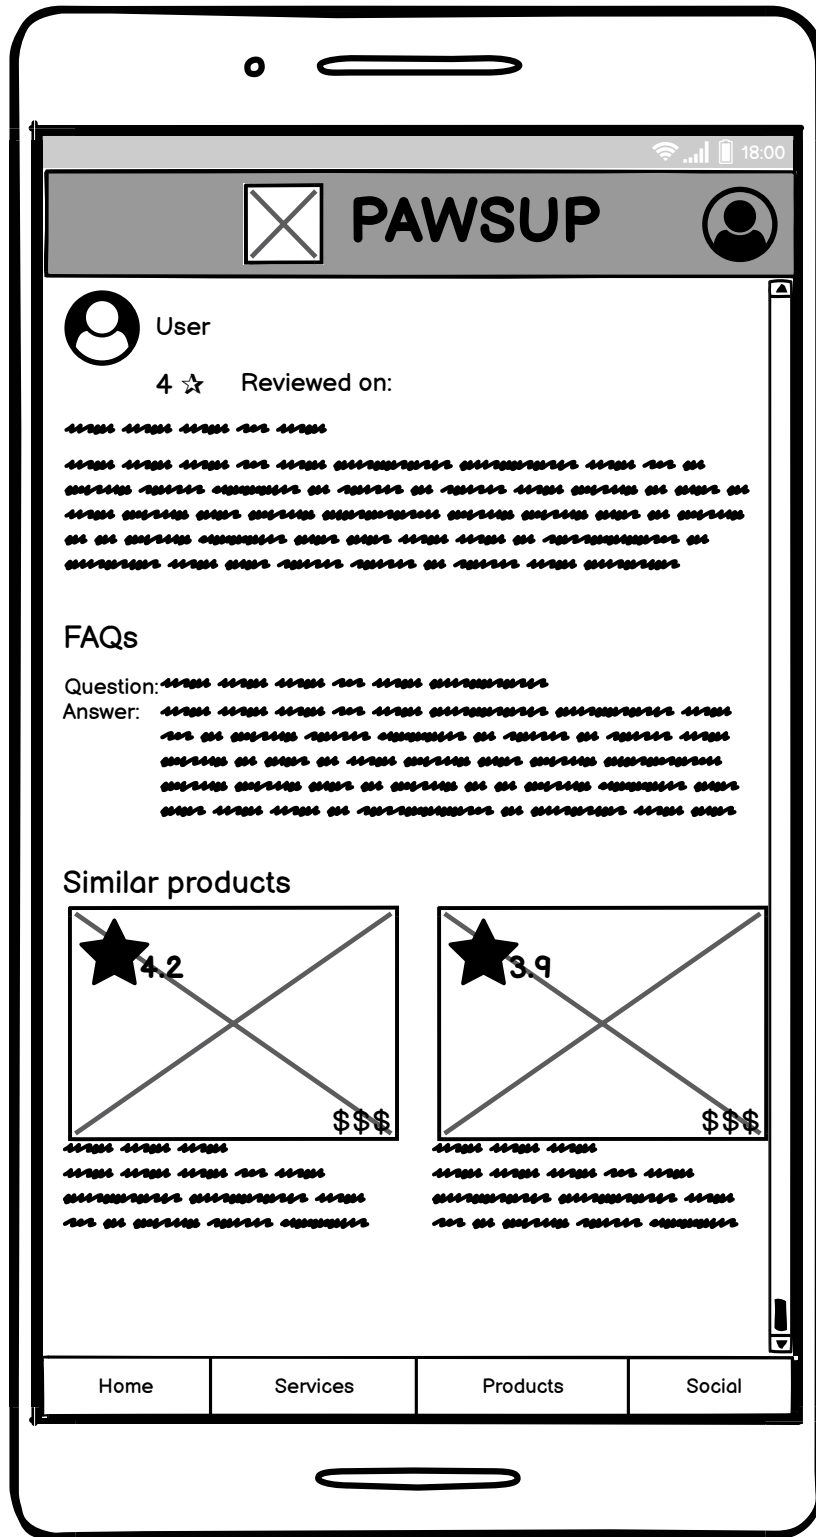 18:00
PAWSUP
User
4 ☆ Reviewed on:
FAQs
Question:
Answer:
Similar products
4.2 3.9
$$$ $$$
Home Services Products Social